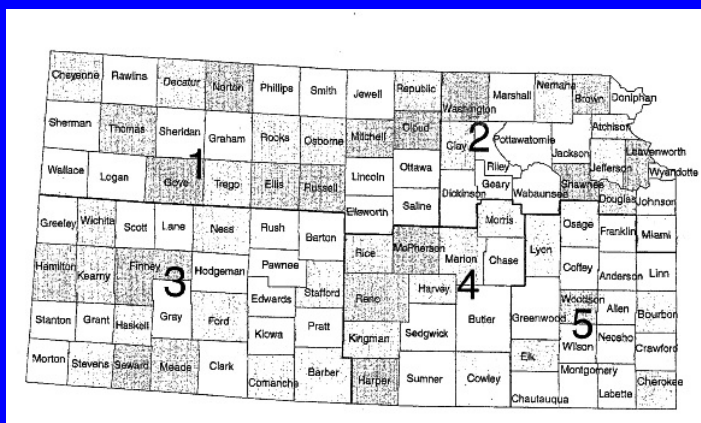 Cheyenne Rawlins Decatur Norton Phillips Smith Jewell Republic Washington Marshall Nemaha Brown Doniphan
Sherman Thomas Sheridan Graham Rooks Osborne Mitchell Cloud Clay 2 Pottawatomie Jackson Atchison Jefferson Leavenworth Wyandotte
Wallace Logan Gove 1 Trego Ellis Russell Lincoln Ottawa Riley Geary Wabaunsee Shawnee Douglas Johnson
Ellsworth Saline Dickinson Morris
Greeley Wichita Scott Lane Ness Rush Barton Rice McPherson Marion Chase Lyon Osage Franklin Miami
Hamilton Kearny Finney 3 Hodgeman Pawnee Stafford Reno Harvey 4 Coffey Anderson Linn
Stanton Grant Haskell Gray Ford Edwards Kiowa Pratt Kingman Sedgwick Butler Greenwood Woodson 5 Allen Bourbon
Elk Wilson Neosho Crawford
Morton Stevens Seward Meade Clark Comanche Barber Harper Sumner Cowley Chautauqua Montgomery Labette Cherokee